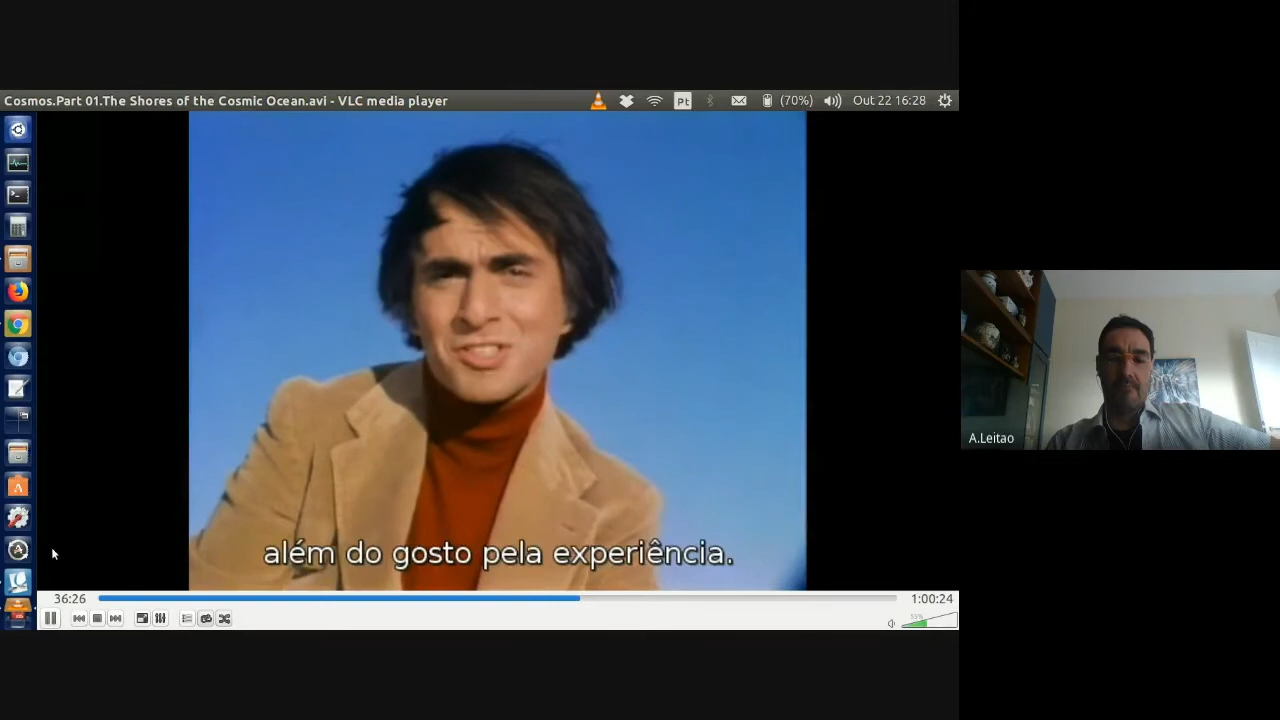 Cosmos.Part 01.The Shores of the Cosmic Ocean.avi - VLC media player
Pt
(70%)
Out 22 16:28
além do gosto pela experiência.
36:26
1:00:24
53%
A.Leitao